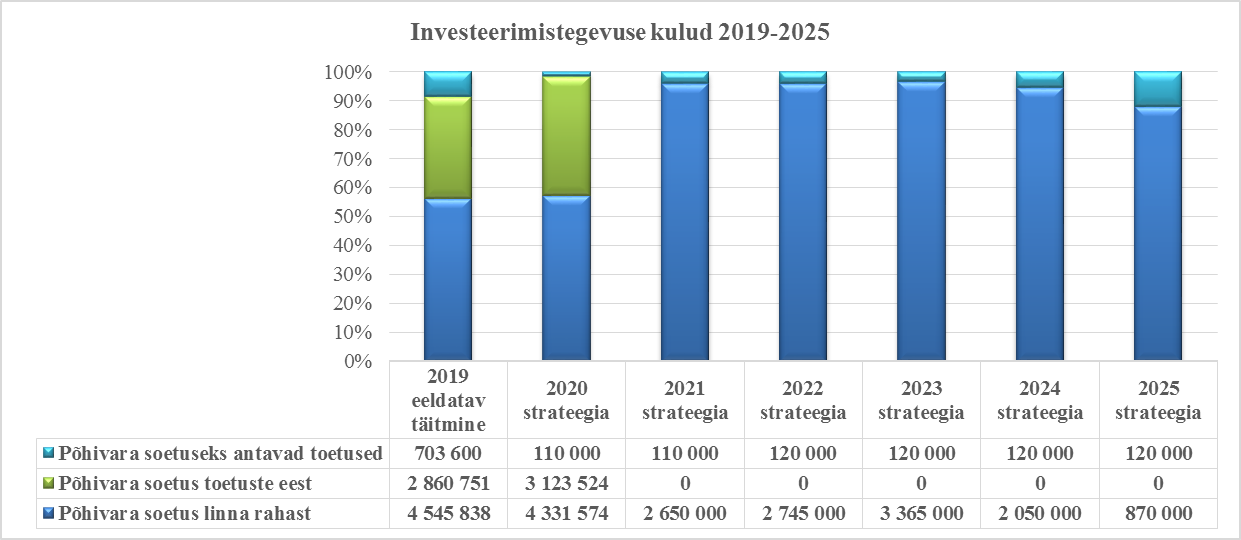 Investeerimistegevuse kulud 2019-2025
100%
90%
80%
70%
60%
50%
40%
30%
20%
10%
0%
2019 eeldatav täitmine
2020 strateegia
2021 strateegia
2022 strateegia
2023 strateegia
2024 strateegia
2025 strateegia
Põhivara soetuseks antavad toetused 703 600 110 000 110 000 120 000 120 000 120 000 120 000
Põhivara soetus toetuste eest 2 860 751 3 123 524 0 0 0 0 0
Põhivara soetus linna rahast 4 545 838 4 331 574 2 650 000 2 745 000 3 365 000 2 050 000 870 000